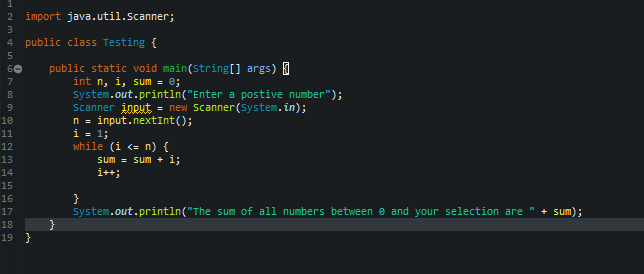 1
2 import java.util.Scanner;
3
4 public class Testing {
5
6 public static void main(String[] args) {
7 int n, i, sum = 0;
8 System.out.println("Enter a postive number");
9 Scanner input = new Scanner(System.in);
10 n = input.nextInt();
11 i = 1;
12 while (i <= n) {
13 sum = sum + i;
14 i++;
15
16 }
17 System.out.println("The sum of all numbers between 0 and your selection are " + sum);
18 }
19 }